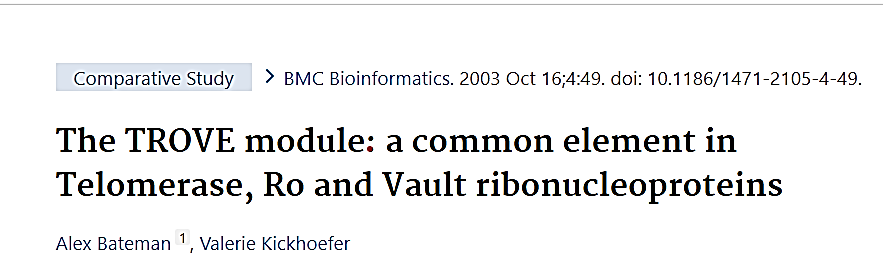 Comparative Study > BMC Bioinformatics. 2003 Oct 16;4:49. doi: 10.1186/1471-2105-4-49.
The TROVE module: a common element in
Telomerase, Ro and Vault ribonucleoproteins
Alex Bateman 1, Valerie Kickhoefer